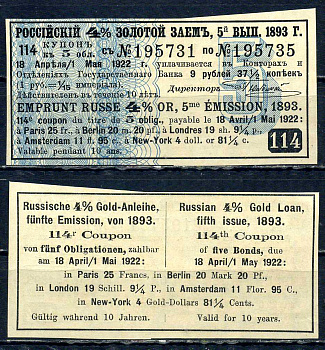 РОССІЙСКІЙ 4% ЗОЛОТОЙ ЗАЕМЪ, 5й ВЫП. 1893 Г.
114 КУПОНЪ къ 5 обл. съ №195731 по №195735
18 Апрѣля/1 Мая 1922 г. уплачивается въ Конторахъ и
Отдѣленіяхъ Государственнаго Банка 9 рублей 37½ копѣекъ
(1 руб.=1/15 имперіала)
Дѣйствителенъ въ теченіе 10 лѣтъ. Директоръ
EMPRUNT RUSSE 4% OR, 5me ÉMISSION, 1893.
114e coupon du titre de 5 oblig., payable le 18 Avril/1 Mai 1922:
à Paris 25 fr., à Berlin 20 m. 20 pf., à Londres 19 sh. 9¼ p.,
à Amsterdam 11 fl. 95 c., à New-York 4 doll. or 81¼ c.
Valable pendant 10 ans.
114
Russische 4% Gold-Anleihe,
fünfte Emission, von 1893.
114r Coupon
von fünf Obligationen, zahlbar
am 18 April/1 Mai 1922:
Russian 4% Gold Loan,
fifth issue, 1893.
114th Coupon
of five Bonds, due
18 April/1 May 1922:
in Paris 25 Francs, in Berlin 20 Mark 20 Pf.,
in London 19 Schill. 9¼ P., in Amsterdam 11 Flor. 95 C.,
in New-York 4 Gold-Dollars 81¼ Cents.
Gültig während 10 Jahren.
Valid for 10 years.